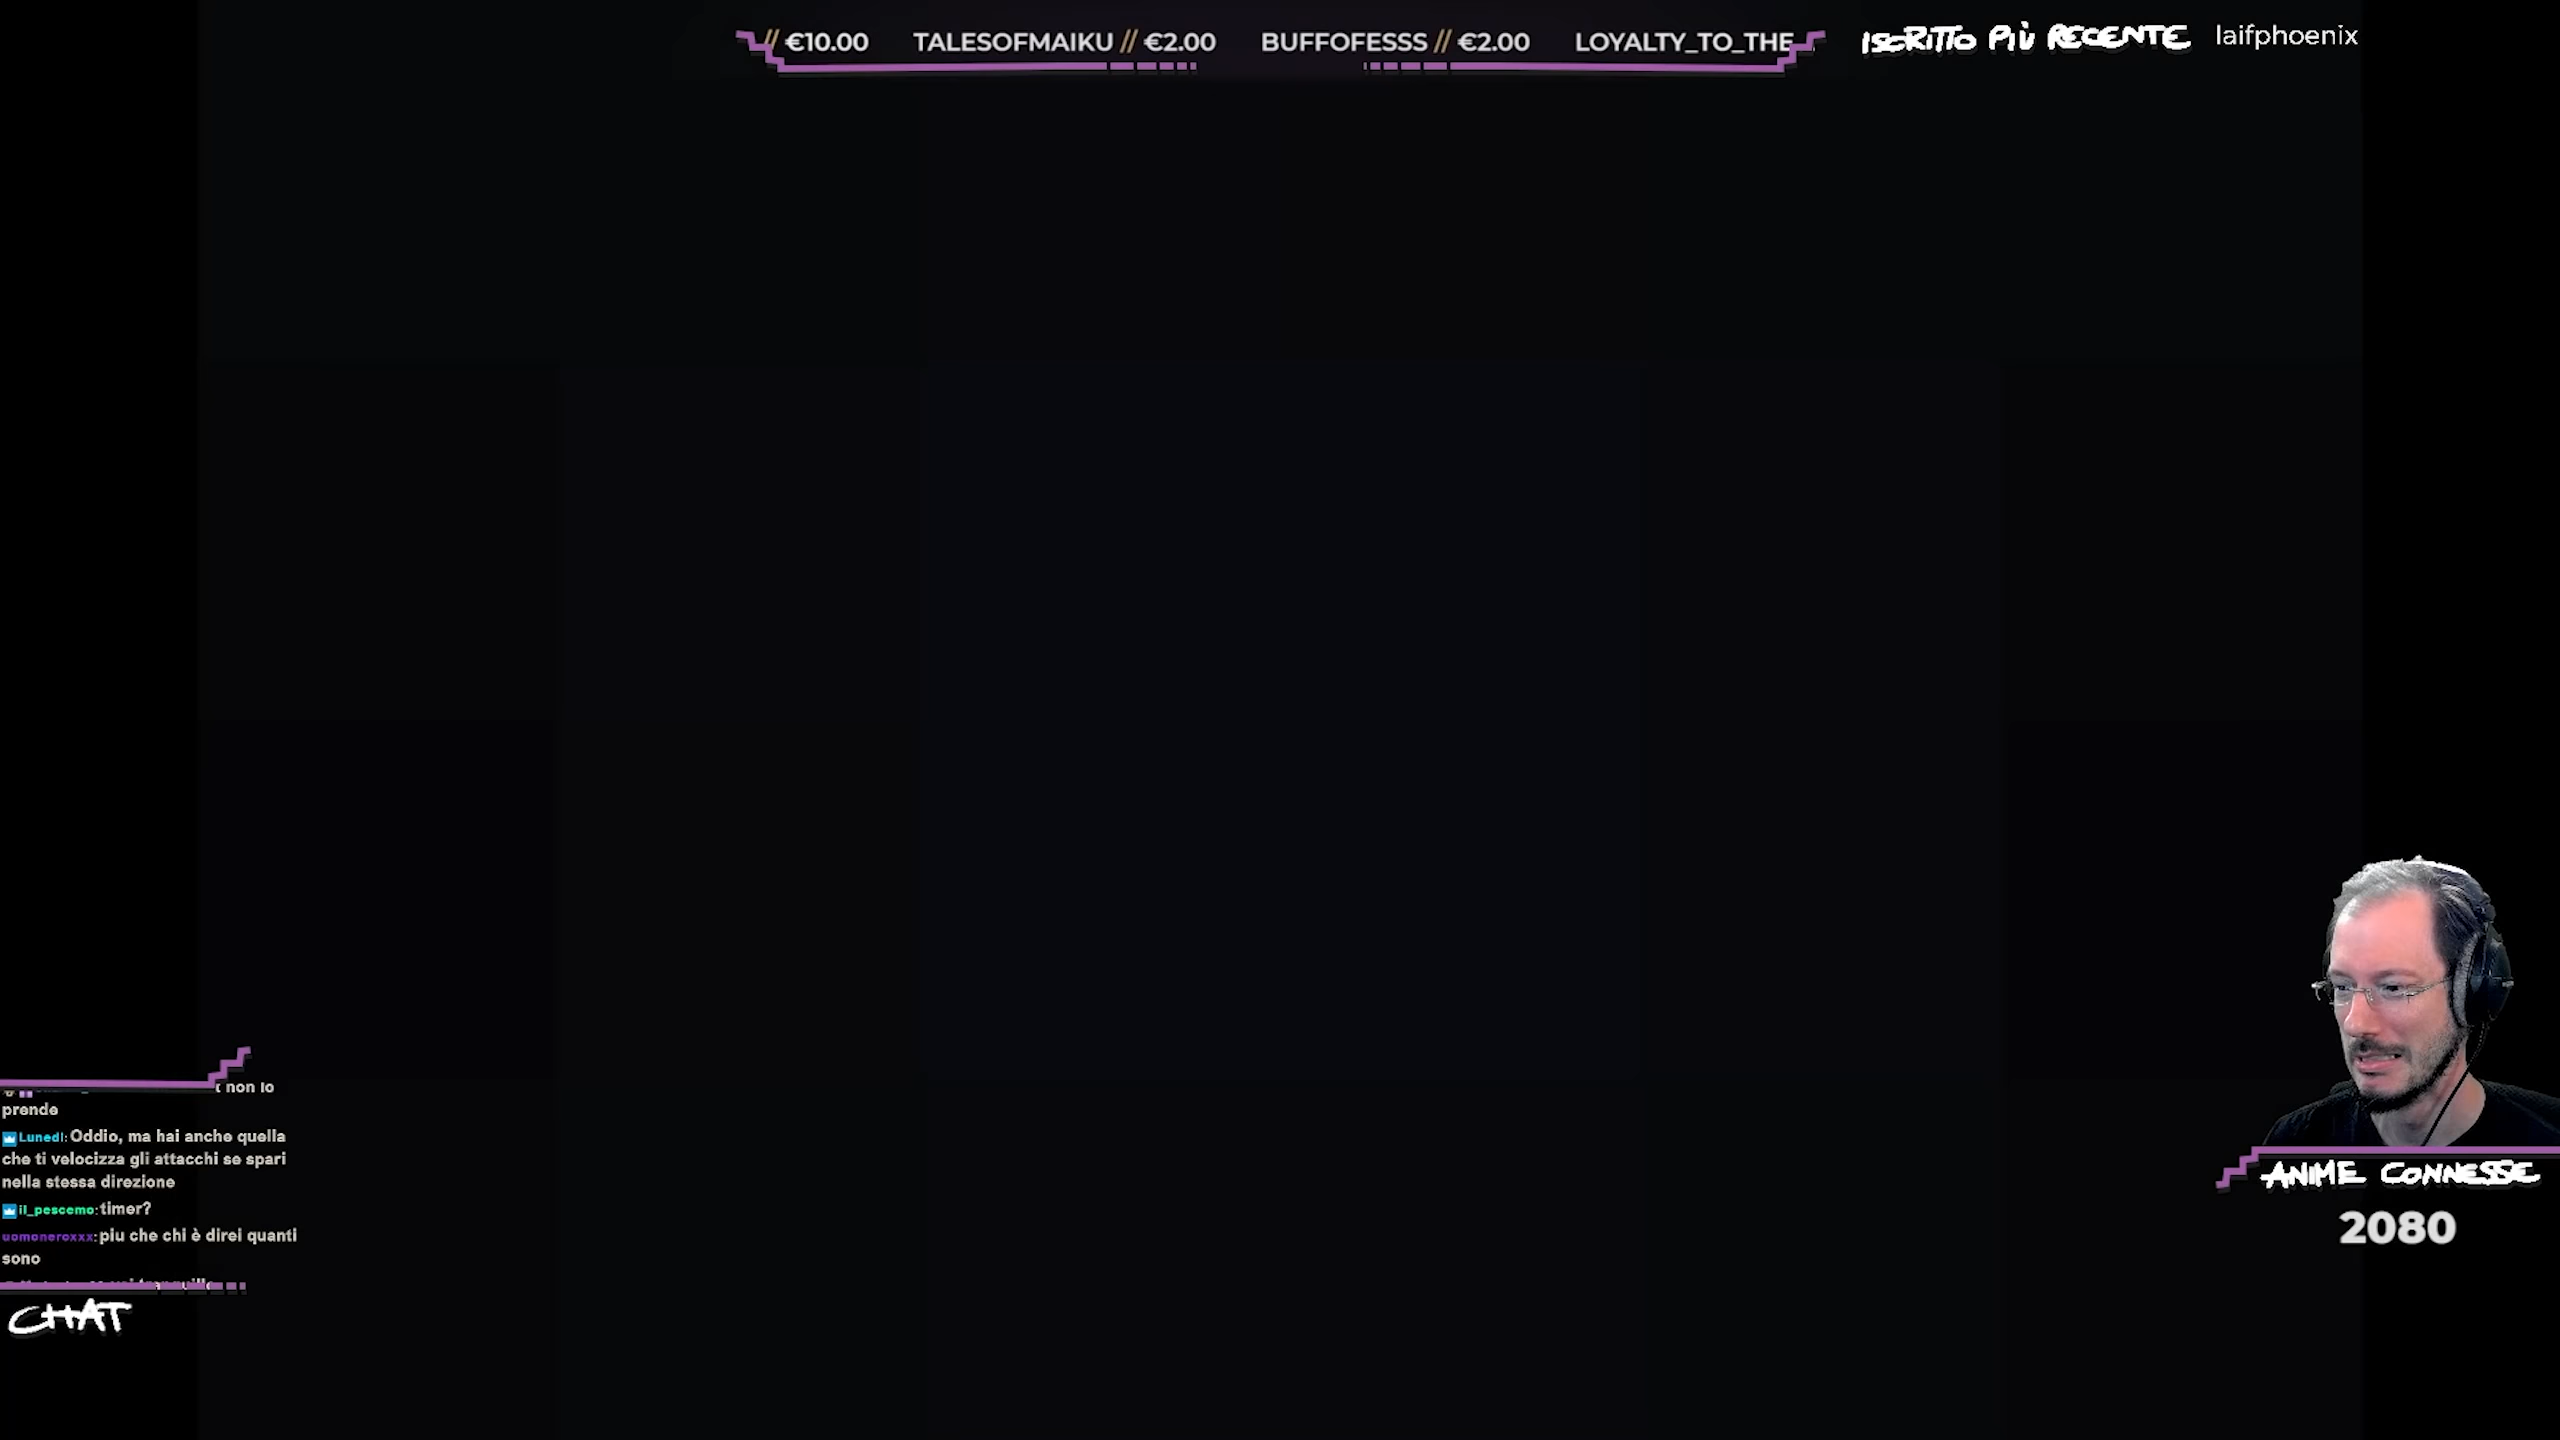 // €10.00 TALESOFMAIKU // €2.00 BUFFOFESSS // €2.00 LOYALTY_TO_THE
ISCRITTO PIÙ RECENTE laifphoenix
non lo
prende
Lunedi: Oddio, ma hai anche quella
che ti velocizza gli attacchi se spari
nella stessa direzione
il_pescemo: timer?
uomoneroxxx: piu che chi è direi quanti
sono
CHAT
ANIME CONNESSE
2080